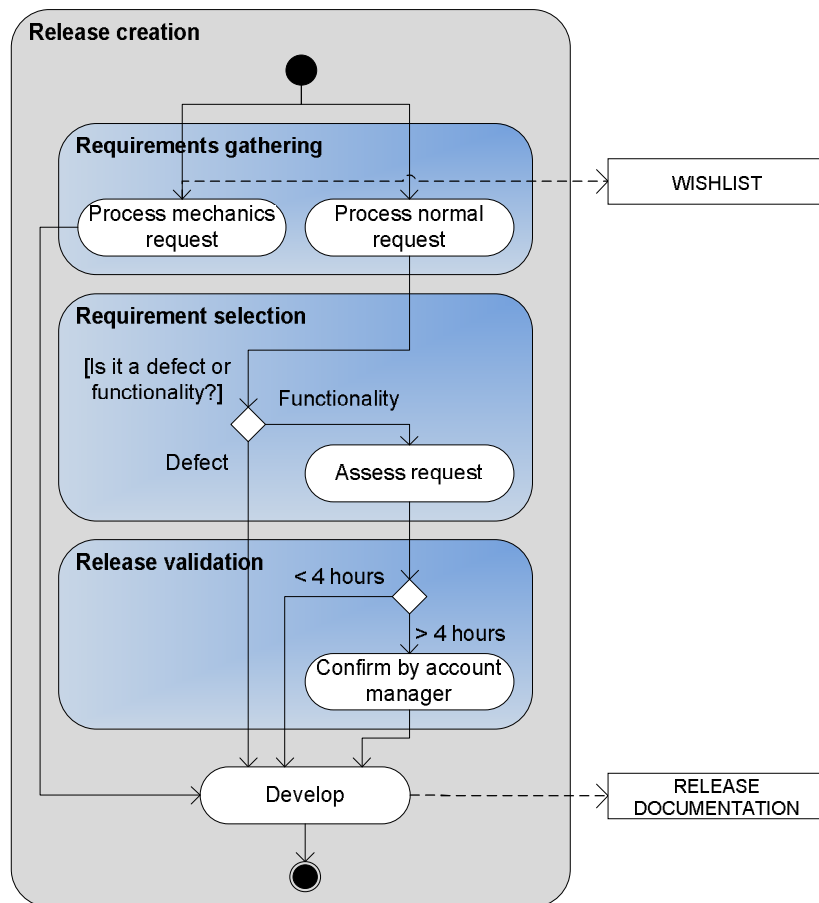 Release creation
Requirements gathering
WISHLIST
Process mechanics
request
Process normal
request
Requirement selection
[Is it a defect or
functionality?]
Functionality
Defect
Assess request
Release validation
< 4 hours
> 4 hours
Confirm by account
manager
Develop
RELEASE
DOCUMENTATION